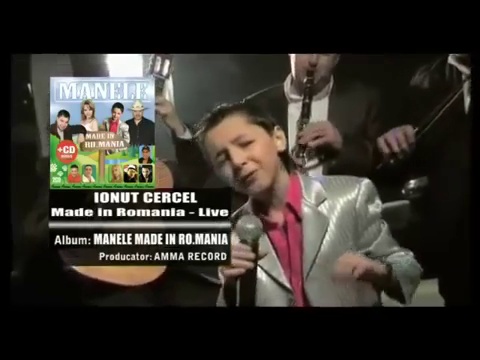 MANELE
MADE IN
RO.MANIA
+CD
IONUT CERCEL
Made in Romania - Live
Album: MANELE MADE IN RO.MANIA
Producator: AMMA RECORD